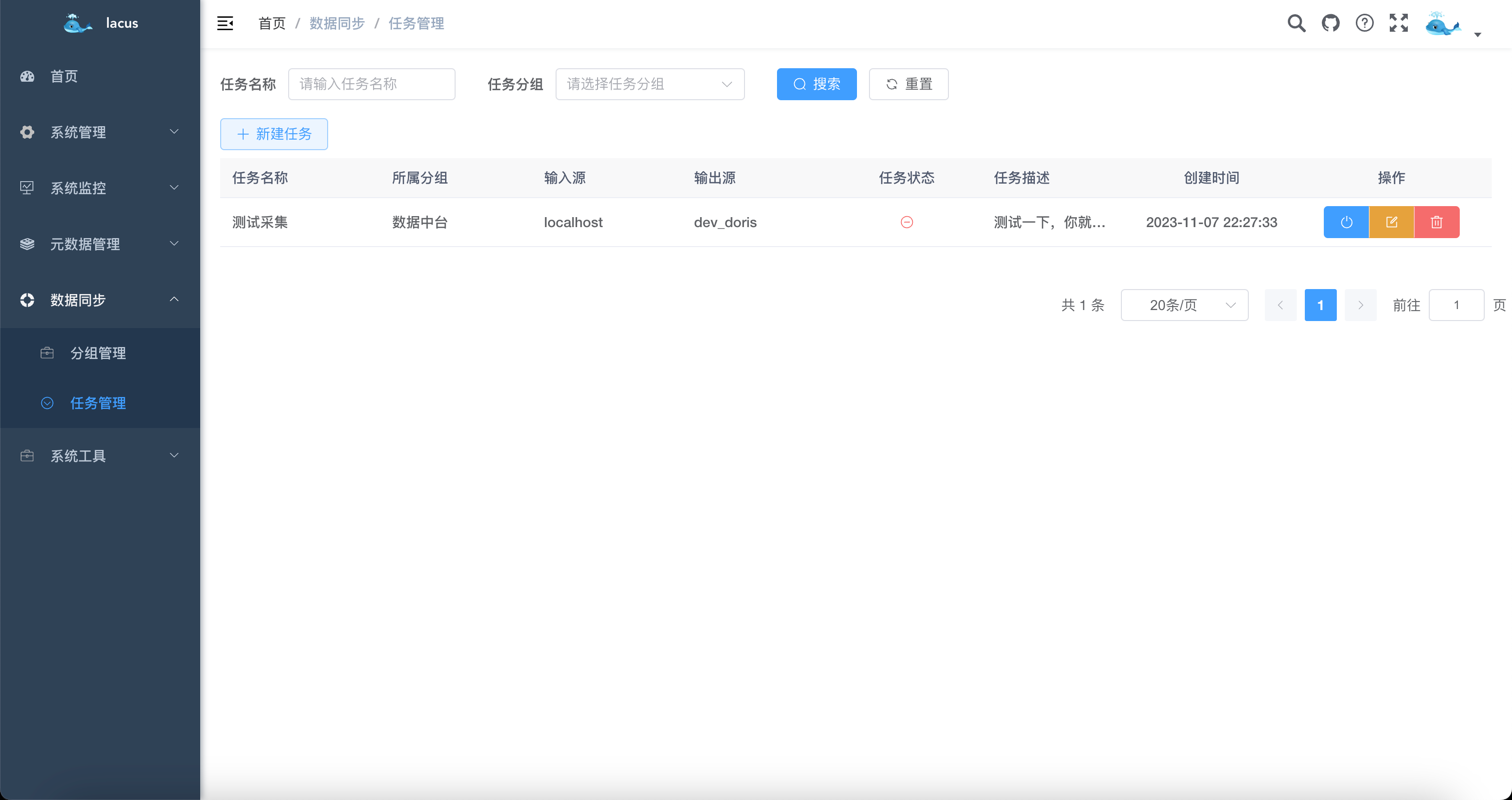 lacus
首页 / 数据同步 / 任务管理
首页
系统管理
系统监控
元数据管理
数据同步
分组管理
任务管理
系统工具
任务名称 请输入任务名称 任务分组 请选择任务分组 搜索 重置
新建任务
任务名称 所属分组 输入源 输出源 任务状态 任务描述 创建时间 操作
测试采集 数据中台 localhost dev_doris 测试一下，你就... 2023-11-07 22:27:33
共 1 条 20条/页 1 前往 1 页